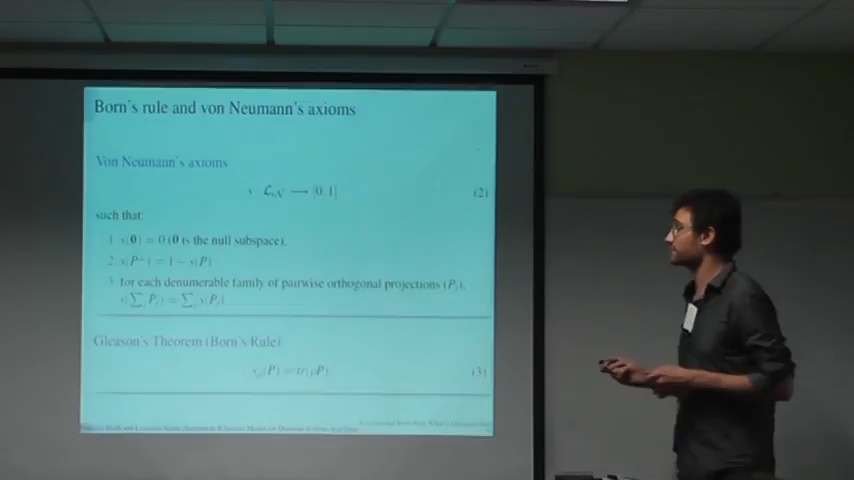 Born's rule and von Neumann's axioms
Von Neumann's axioms
s : 𝓛_{vN} ⟶ [0; 1] (2)
such that:
1 s(𝟎) = 0 (𝟎 is the null subspace).
2 s(P^⊥) = 1 − s(P)
3 for each denumerable family of pairwise orthogonal projections (P_j),
s(∑_j P_j) = ∑_j s(P_j)
Gleason's Theorem (Born's Rule)
s_ρ(P) = tr(ρP) (3)